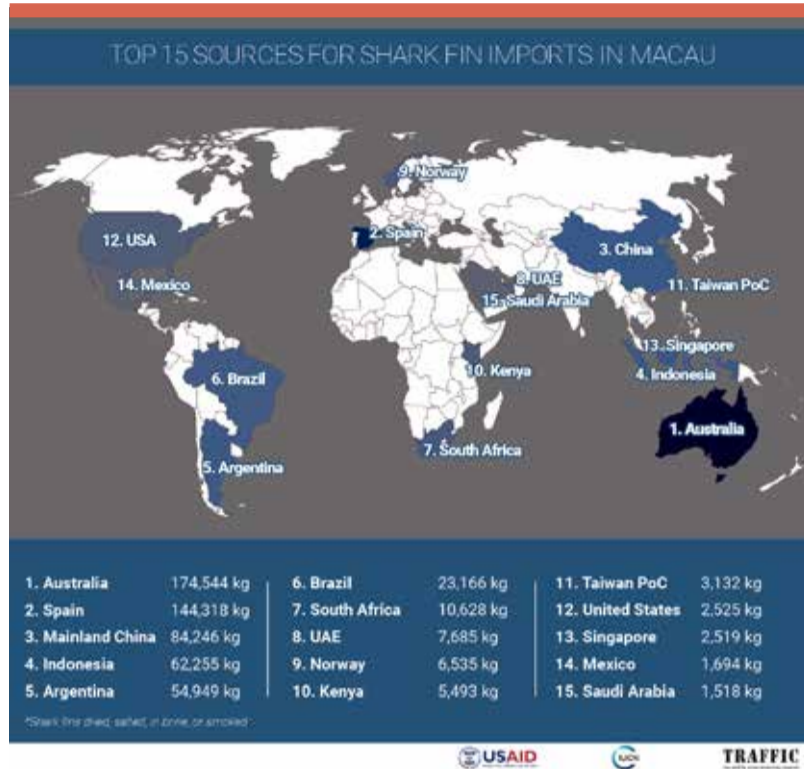 TOP 15 SOURCES FOR SHARK FIN IMPORTS IN MACAU
9. Norway
12. USA
2. Spain
3. China
14. Mexico
8. UAE
11. Taiwan PoC
15. Saudi Arabia
13. Singapore
10. Kenya
4. Indonesia
6. Brazil
1. Australia
7. South Africa
5. Argentina
1. Australia 174,544 kg
2. Spain 144,318 kg
3. Mainland China 84,246 kg
4. Indonesia 62,255 kg
5. Argentina 54,949 kg
6. Brazil 23,166 kg
7. South Africa 10,628 kg
8. UAE 7,685 kg
9. Norway 6,535 kg
10. Kenya 5,493 kg
11. Taiwan PoC 3,132 kg
12. United States 2,525 kg
13. Singapore 2,519 kg
14. Mexico 1,694 kg
15. Saudi Arabia 1,518 kg
*Shark fins dried, salted, in brine, or smoked
USAID
IUCN
TRAFFIC